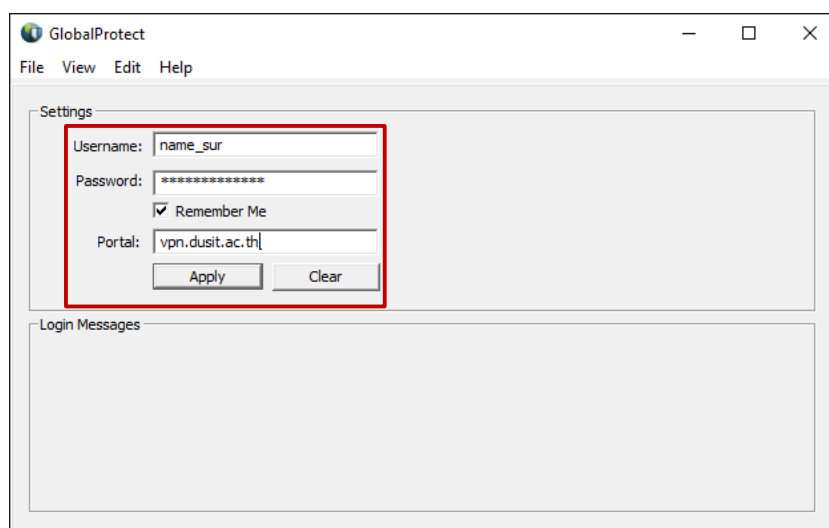 GlobalProtect
File View Edit Help
Settings
Username: name_sur
Password: *************
Remember Me
Portal: vpn.dusit.ac.th
Apply Clear
Login Messages